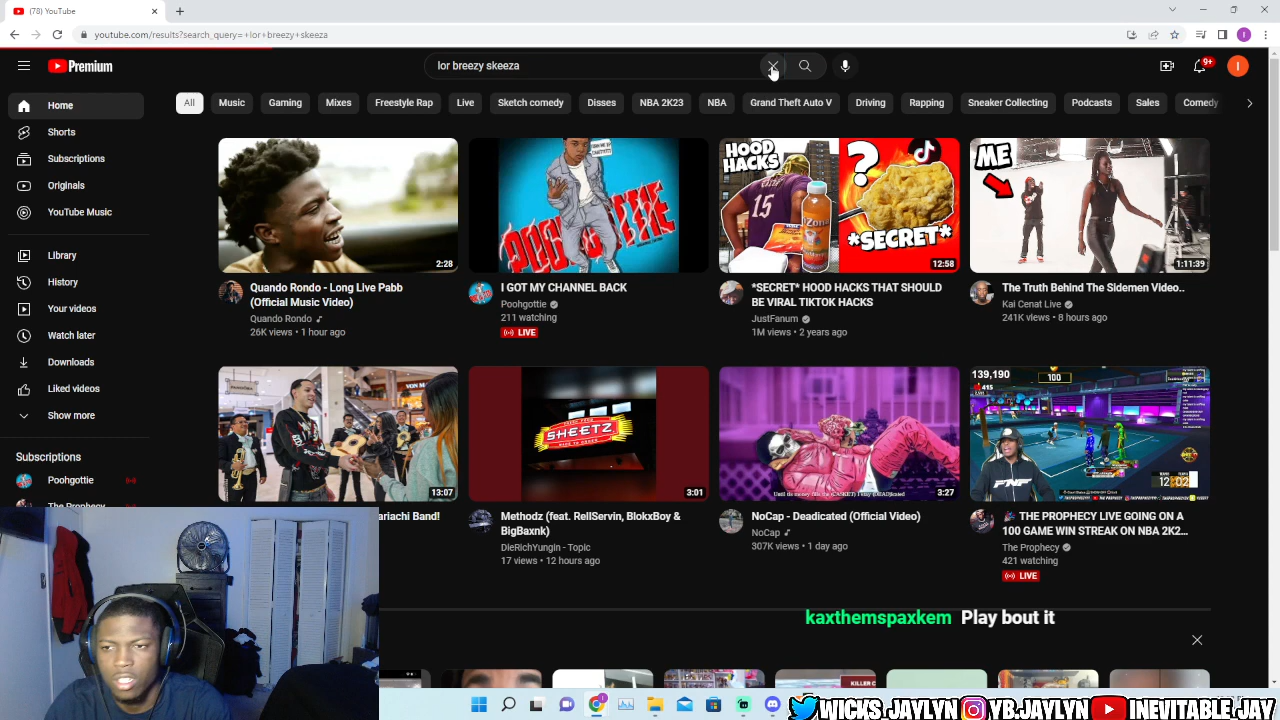 (78) YouTube
youtube.com/results?search_query=+lor+breezy+skeeza
Premium
lor breezy skeeza
9+
I
Home
All
Music
Gaming
Mixes
Freestyle Rap
Live
Sketch comedy
Disses
NBA 2K23
NBA
Grand Theft Auto V
Driving
Rapping
Sneaker Collecting
Podcasts
Sales
Comedy
Shorts
Subscriptions
Originals
YouTube Music
Library
History
Your videos
Watch later
Downloads
Liked videos
Show more
Subscriptions
Poohgottie
The Prophecy
2:28
Quando Rondo - Long Live Pabb
(Official Music Video)
Quando Rondo
26K views • 1 hour ago
I GOT MY CHANNEL BACK
Poohgottie
211 watching
LIVE
HOOD
HACKS
15
?
*SECRET*
12:58
*SECRET* HOOD HACKS THAT SHOULD
BE VIRAL TIKTOK HACKS
JustFanum
1M views • 2 years ago
ME
1:11:39
The Truth Behind The Sidemen Video..
Kai Cenat Live
241K views • 8 hours ago
13:07
ariachi Band!
SHEETZ
3:01
Mythodz (feat. RellServin, BlokxBoy &
BigBaxnk)
DieRichYungin - Topic
17 views • 12 hours ago
3:27
NoCap - Deadicated (Official Video)
NoCap
307K views • 1 day ago
139,190
100
THE PROPHECY LIVE GOING ON A
100 GAME WIN STREAK ON NBA 2K2...
The Prophecy
421 watching
LIVE
kaxthemspaxkem Play bout it
WICKS.JAYLYN YB.JAYLYN INEVITABLE.JAY